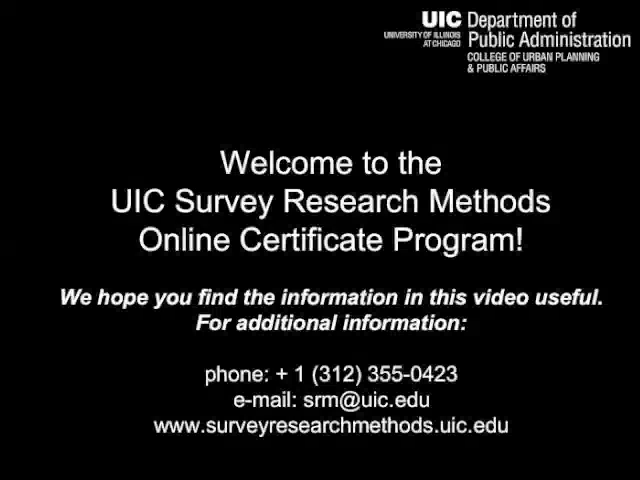 UIC Department of
UNIVERSITY OF ILLINOIS
AT CHICAGO
Public Administration
COLLEGE OF URBAN PLANNING
& PUBLIC AFFAIRS
Welcome to the
UIC Survey Research Methods
Online Certificate Program!
We hope you find the information in this video useful.
For additional information:
phone: + 1 (312) 355-0423
e-mail: srm@uic.edu
www.surveyresearchmethods.uic.edu